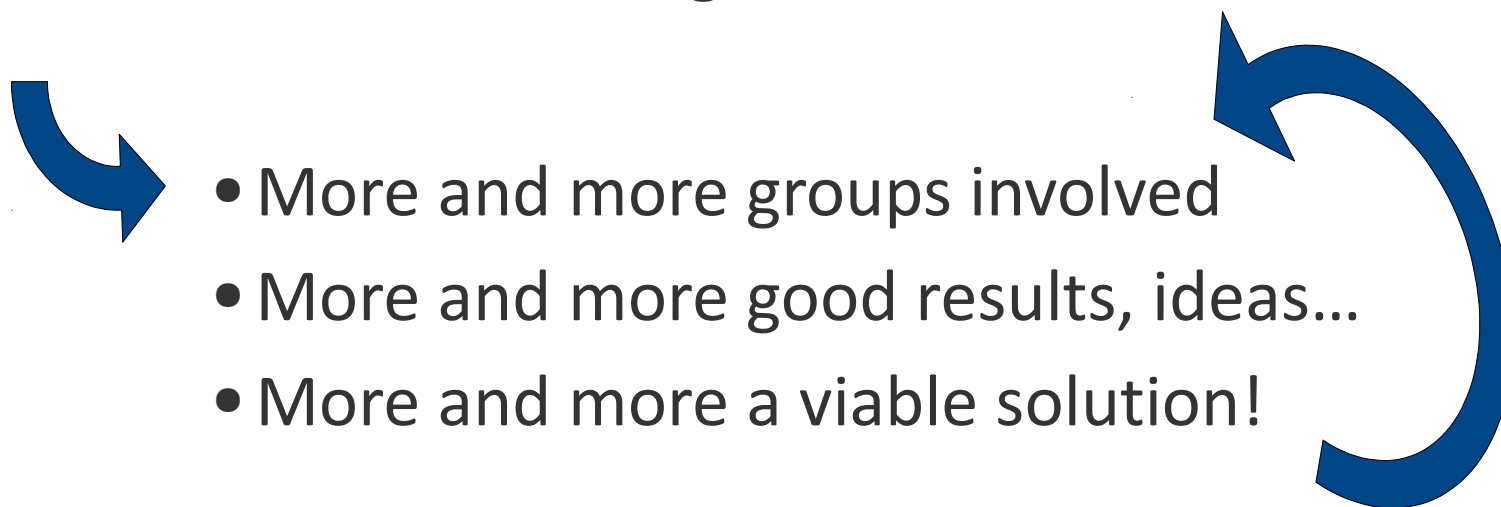 • More and more groups involved
• More and more good results, ideas…
• More and more a viable solution!